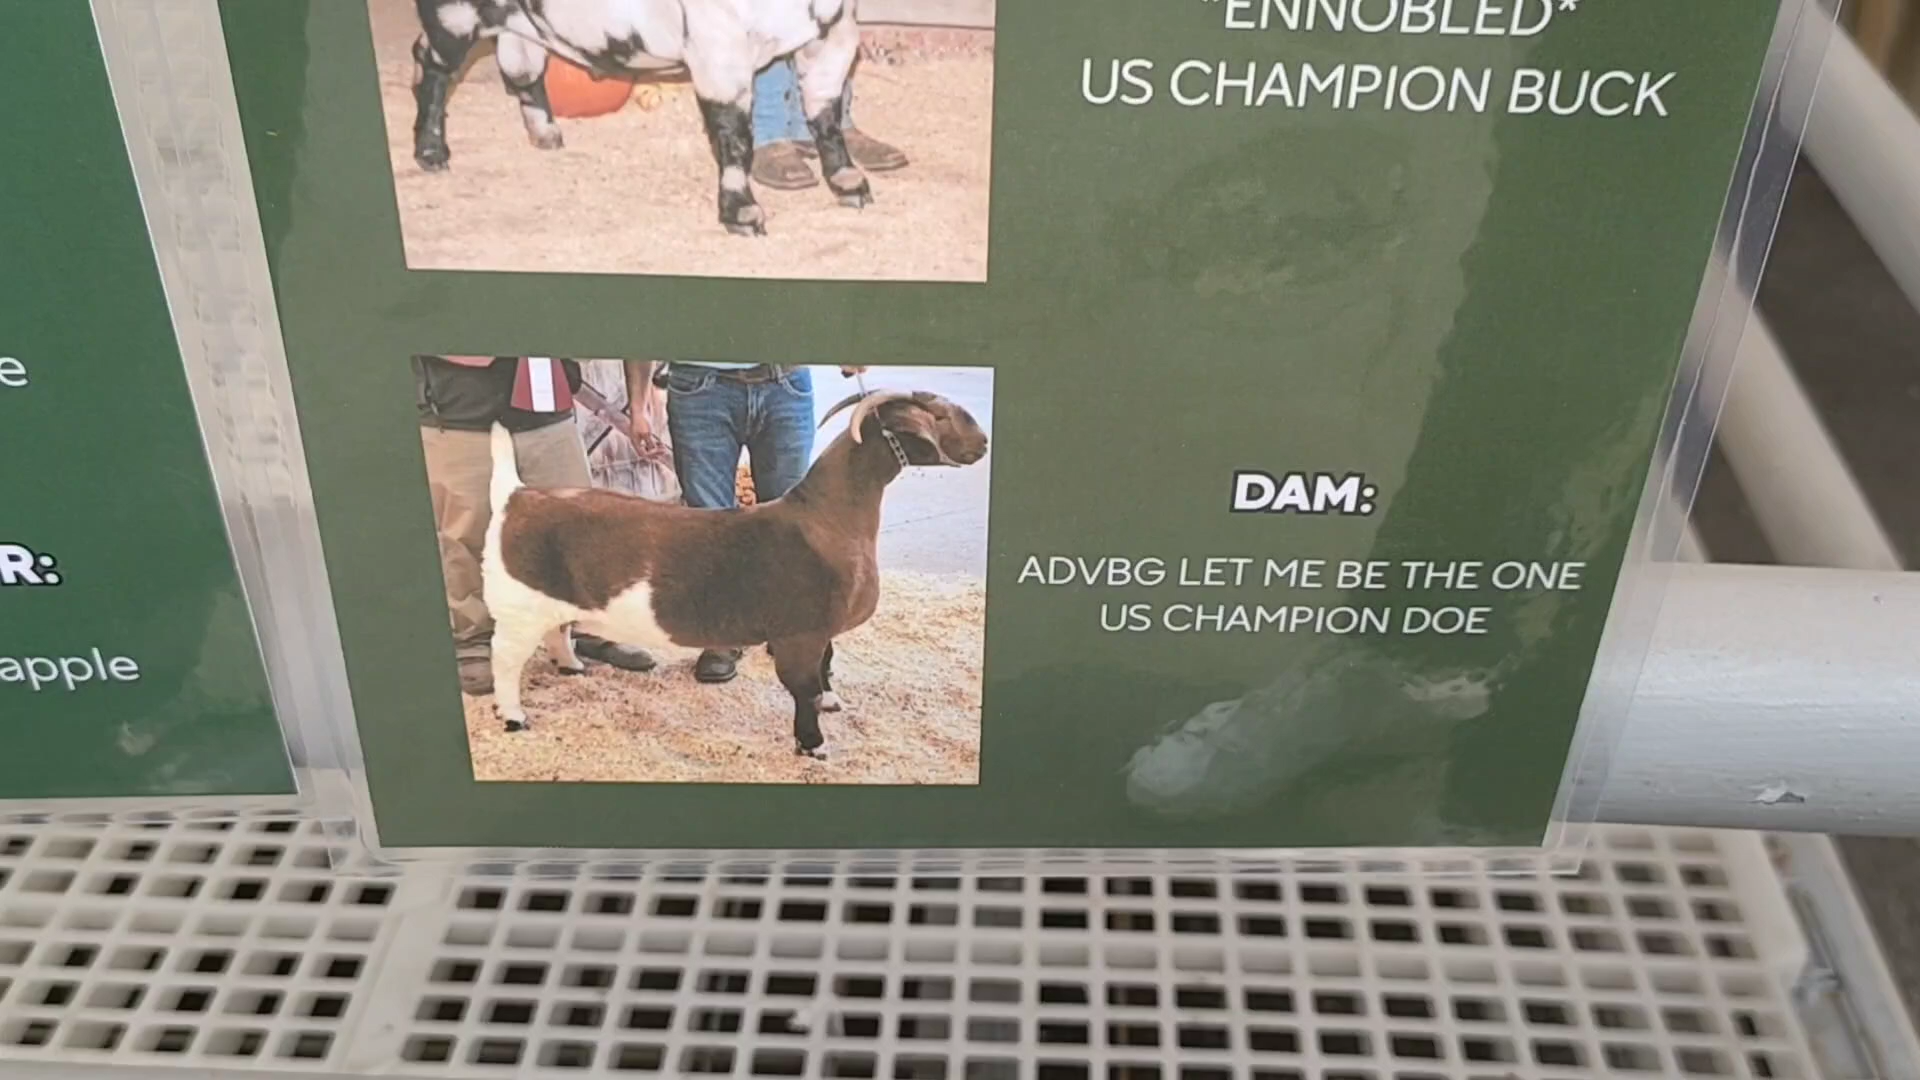 *ENNOBLED*
US CHAMPION BUCK
DAM:
ADVBG LET ME BE THE ONE
US CHAMPION DOE
e
R:
apple